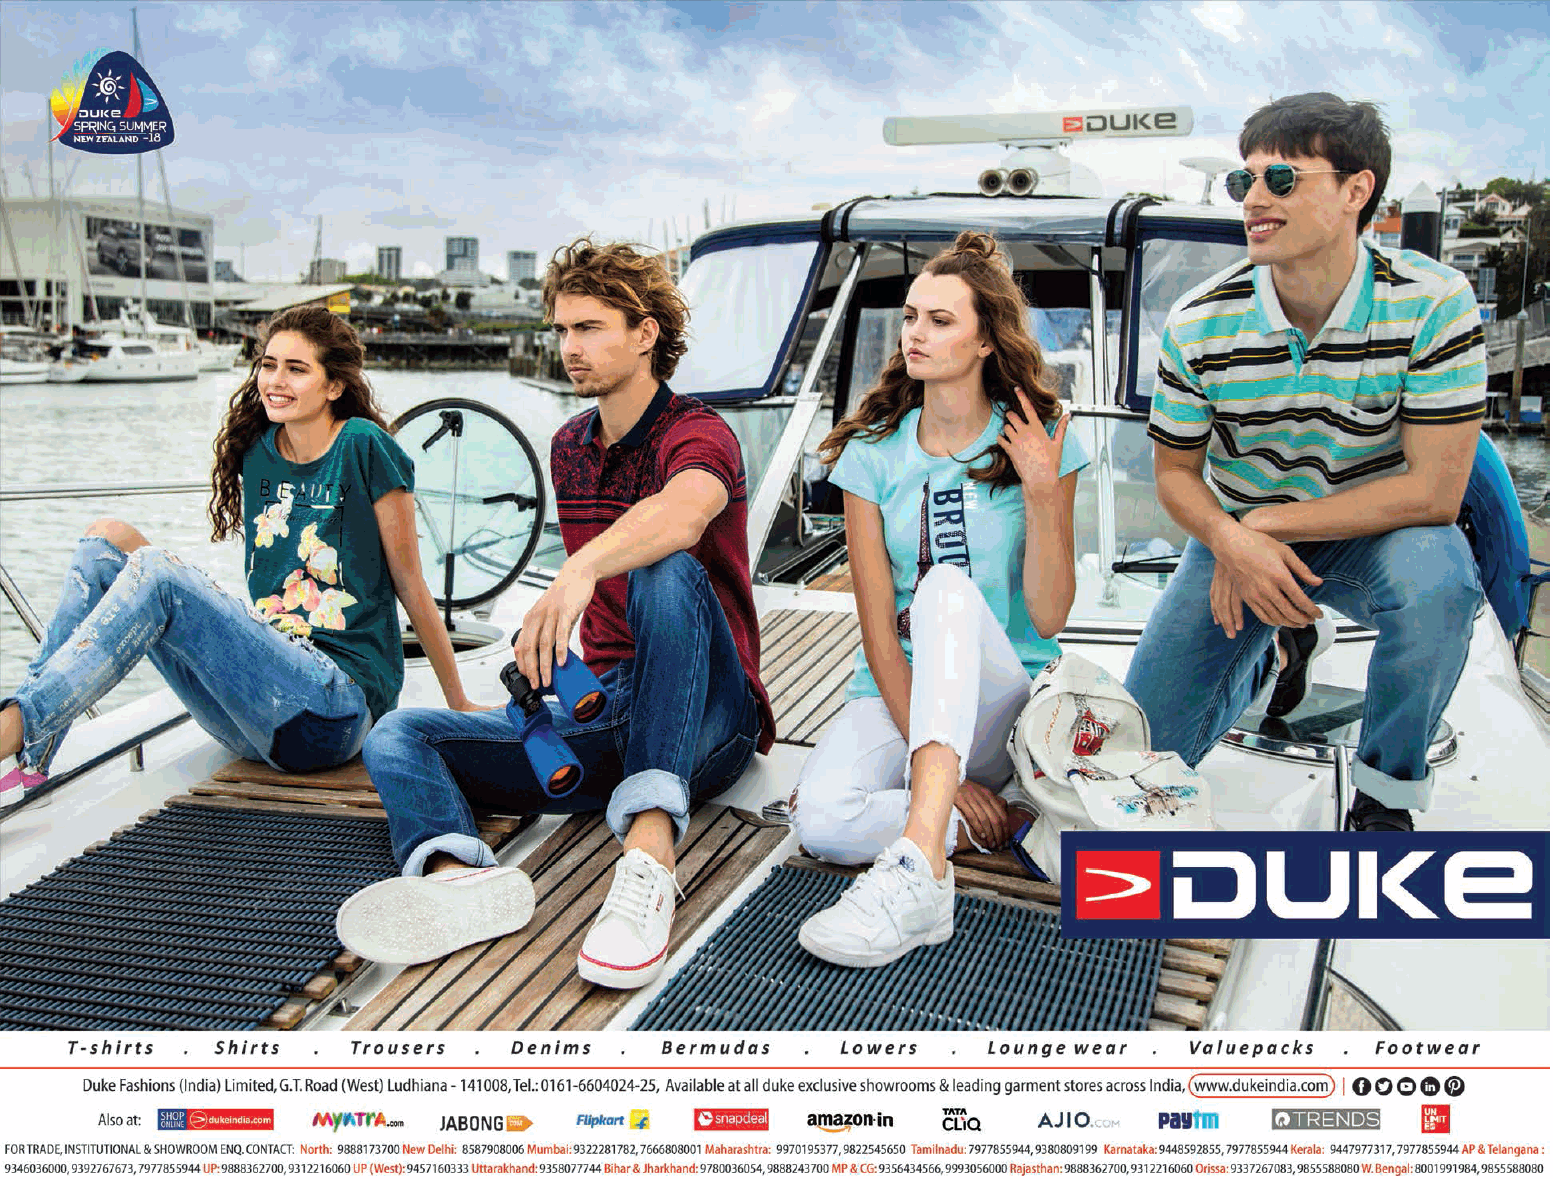 DUKE
SPRING SUMMER
NEW ZEALAND -18
DUKE
BEAUTY
NEW
BROO
DUKE
T-shirts . Shirts . Trousers . Denims . Bermudas . Lowers . Lounge wear . Valuepacks . Footwear
Duke Fashions (India) Limited, G.T. Road (West) Ludhiana - 141008, Tel.: 0161-6604024-25, Available at all duke exclusive showrooms & leading garment stores across India, www.dukeindia.com
Also at: SHOP ONLINE dukeindia.com MYNTRA.com JABONG.COM Flipkart snapdeal amazon.in TATA CLiQ AJIO.COM paytm TRENDS UNLIMITED
FOR TRADE, INSTITUTIONAL & SHOWROOM ENQ. CONTACT: North: 9888173700 New Delhi: 8587908006 Mumbai: 9322281782, 7666808001 Maharashtra: 9970195377, 9822545650 Tamilnadu: 7977855944, 9380809199 Karnataka: 9448592855, 7977855944 Kerala: 9447977317, 7977855944 AP & Telangana :
9346036000, 9392767673, 7977855944 UP: 9888362700, 9312216060 UP (West): 9457160333 Uttarakhand: 9358077744 Bihar & Jharkhand: 9780036054, 9888243700 MP & CG: 9356434566, 9993056000 Rajasthan: 9888362700, 9312216060 Orissa: 9337267083, 9855588080 W. Bengal: 8001991984, 9855588080